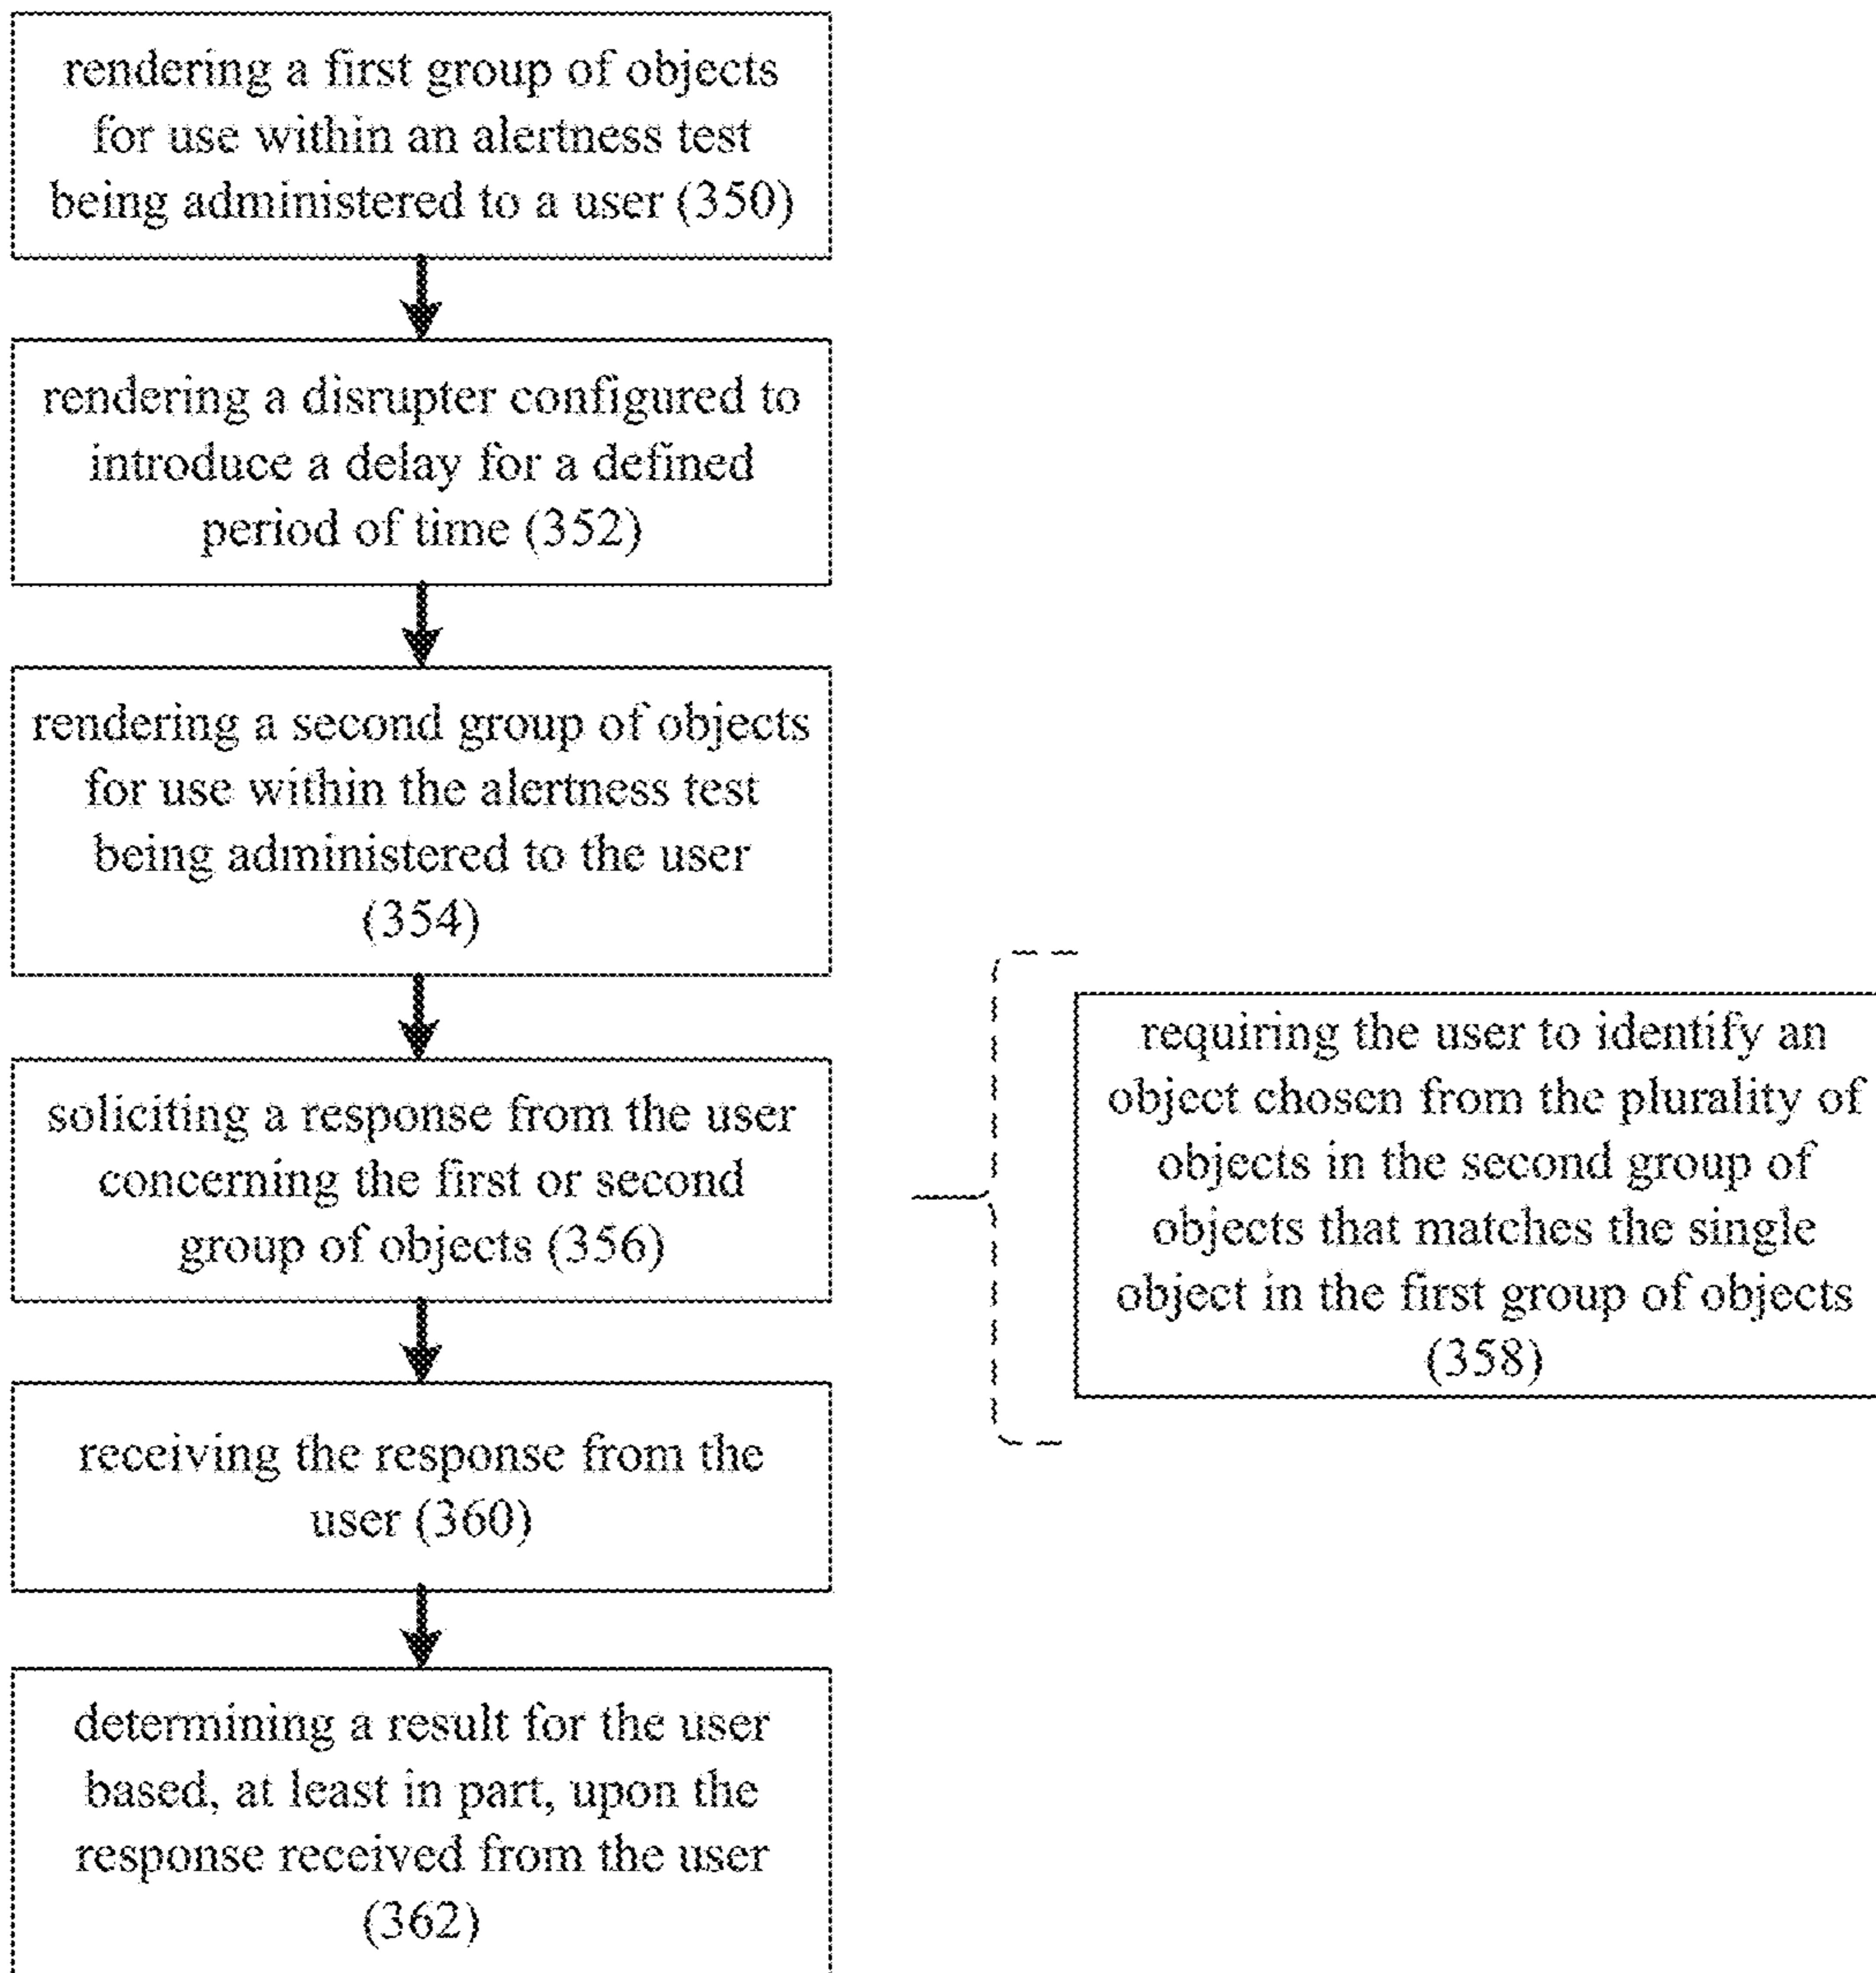 rendering a first group of objects
for use within an alertness test
being administered to a user (350)
rendering a disrupter configured to
introduce a delay for a defined
period of time (352)
rendering a second group of objects
for use within the alertness test
being administered to the user
(354)
soliciting a response from the user
concerning the first or second
group of objects (356)
requiring the user to identify an
object chosen from the plurality of
objects in the second group of
objects that matches the single
object in the first group of objects
(358)
receiving the response from the
user (360)
determining a result for the user
based, at least in part, upon the
response received from the user
(362)